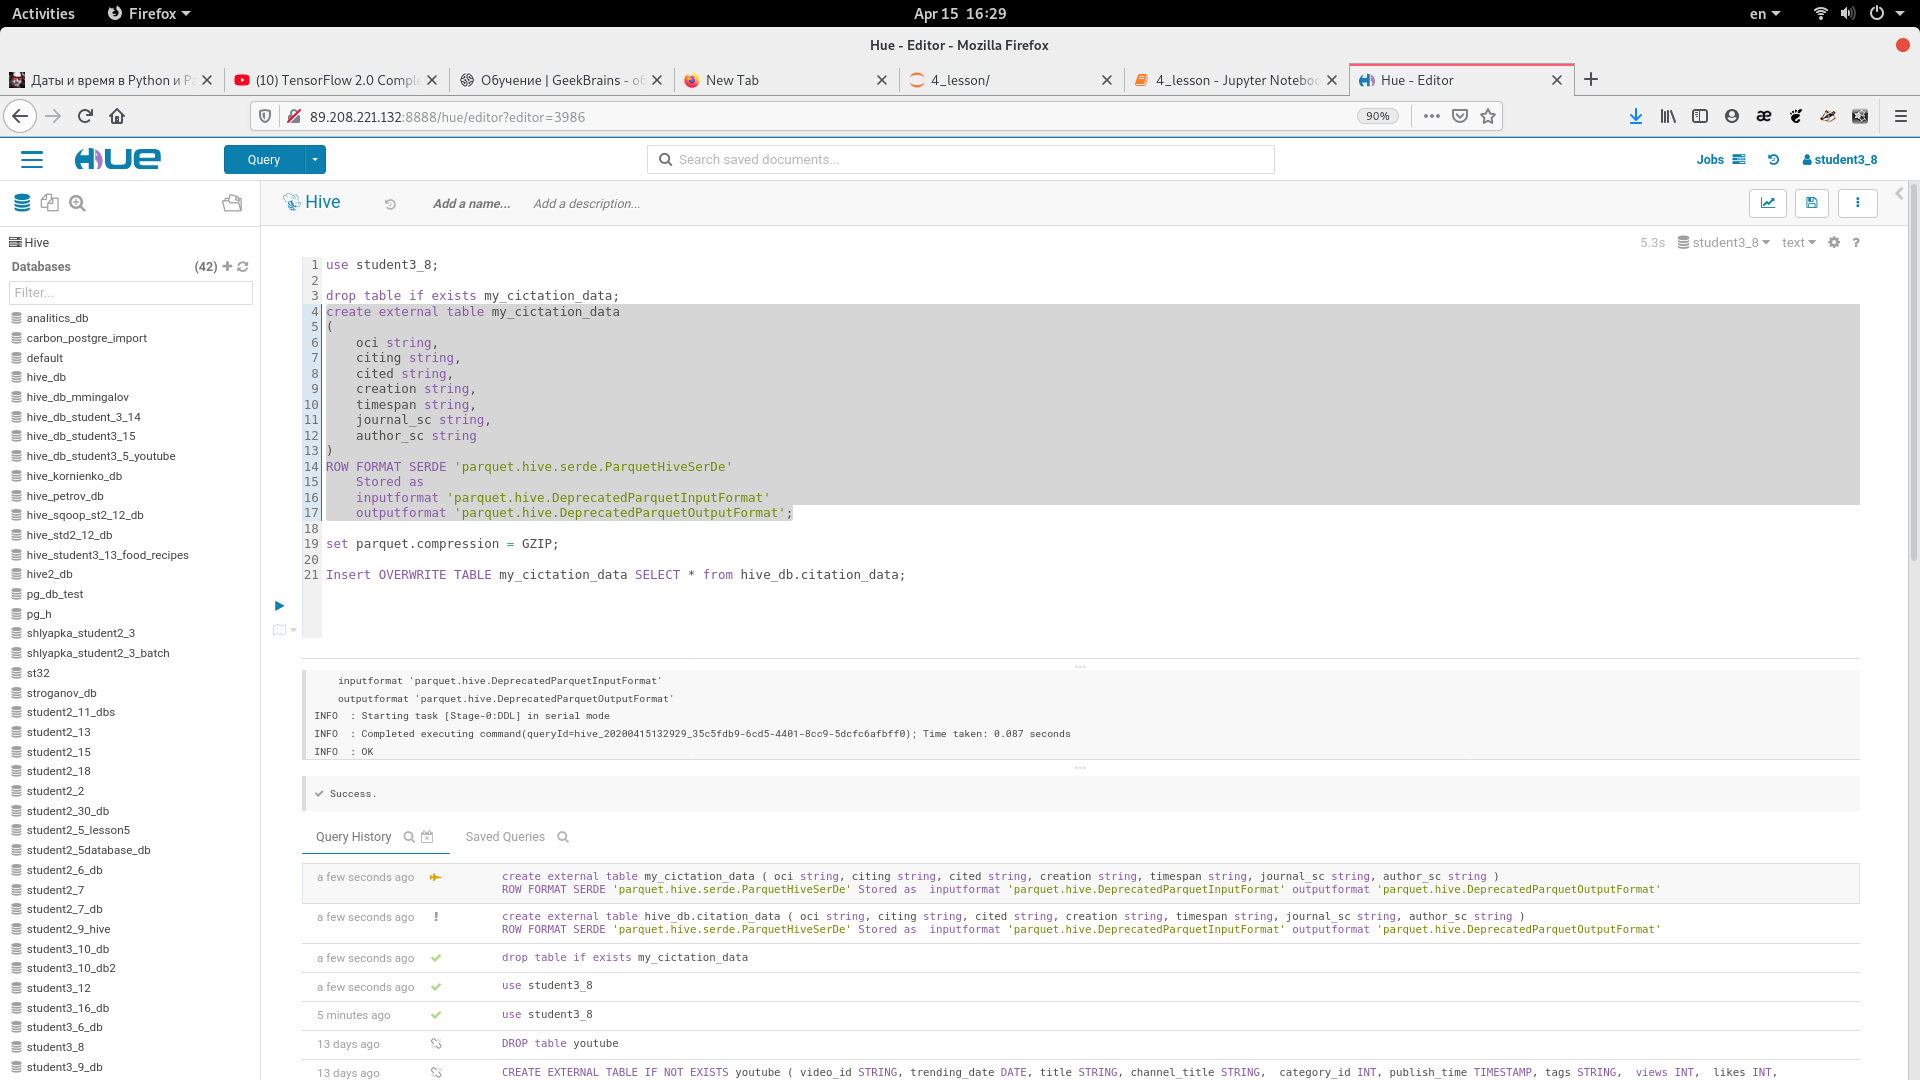 Activities
Firefox
Apr 15 16:29
en
Hue - Editor - Mozilla Firefox
Даты и время в Python и Р
(10) TensorFlow 2.0 Comple
Обучение | GeekBrains - об
New Tab
4_lesson/
4_lesson - Jupyter Noteboo
Hue - Editor
89.208.221.132:8888/hue/editor?editor=3986
90%
HUE
Query
Search saved documents...
Jobs
student3_8
Hive
Add a name...
Add a description...
Hive
Databases
(42)
Filter...
analitics_db
carbon_postgre_import
default
hive_db
hive_db_mmingalov
hive_db_student_3_14
hive_db_student3_15
hive_db_student3_5_youtube
hive_kornienko_db
hive_petrov_db
hive_sqoop_st2_12_db
hive_std2_12_db
hive_student3_13_food_recipes
hive2_db
pg_db_test
pg_h
shlyapka_student2_3
shlyapka_student2_3_batch
st32
stroganov_db
student2_11_dbs
student2_13
student2_15
student2_18
student2_2
student2_30_db
student2_5_lesson5
student2_5database_db
student2_6_db
student2_7
student2_7_db
student2_9_hive
student3_10_db
student3_10_db2
student3_12
student3_16_db
student3_6_db
student3_8
student3_9_db
5.3s
student3_8
text
?
1 use student3_8;
2
3 drop table if exists my_cictation_data;
4 create external table my_cictation_data
5 (
6 oci string,
7 citing string,
8 cited string,
9 creation string,
10 timespan string,
11 journal_sc string,
12 author_sc string
13 )
14 ROW FORMAT SERDE 'parquet.hive.serde.ParquetHiveSerDe'
15 Stored as
16 inputformat 'parquet.hive.DeprecatedParquetInputFormat'
17 outputformat 'parquet.hive.DeprecatedParquetOutputFormat';
18
19 set parquet.compression = GZIP;
20
21 Insert OVERWRITE TABLE my_cictation_data SELECT * from hive_db.citation_data;
inputformat 'parquet.hive.DeprecatedParquetInputFormat'
outputformat 'parquet.hive.DeprecatedParquetOutputFormat'
INFO : Starting task [Stage-0:DDL] in serial mode
INFO : Completed executing command(queryId=hive_20200415132929_35c5fdb9-6cd5-4401-8cc9-5dcfc6afbff0); Time taken: 0.087 seconds
INFO : OK
Success.
Query History
Saved Queries
a few seconds ago
create external table my_cictation_data ( oci string, citing string, cited string, creation string, timespan string, journal_sc string, author_sc string )
ROW FORMAT SERDE 'parquet.hive.serde.ParquetHiveSerDe' Stored as inputformat 'parquet.hive.DeprecatedParquetInputFormat' outputformat 'parquet.hive.DeprecatedParquetOutputFormat'
a few seconds ago !
create external table hive_db.citation_data ( oci string, citing string, cited string, creation string, timespan string, journal_sc string, author_sc string )
ROW FORMAT SERDE 'parquet.hive.serde.ParquetHiveSerDe' Stored as inputformat 'parquet.hive.DeprecatedParquetInputFormat' outputformat 'parquet.hive.DeprecatedParquetOutputFormat'
a few seconds ago
drop table if exists my_cictation_data
a few seconds ago
use student3_8
5 minutes ago
use student3_8
13 days ago
DROP table youtube
13 days ago
CREATE EXTERNAL TABLE IF NOT EXISTS youtube ( video_id STRING, trending_date DATE, title STRING, channel_title STRING, category_id INT, publish_time TIMESTAMP, tags STRING, views INT, likes INT,